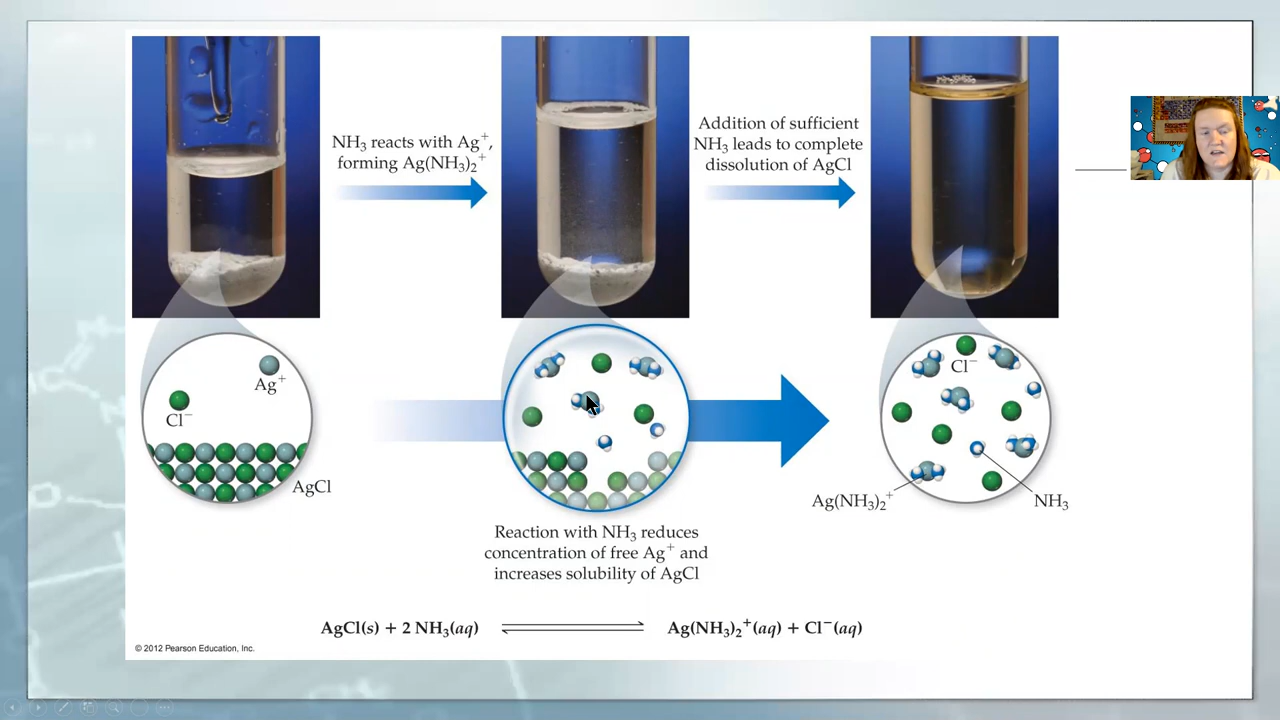 NH3 reacts with Ag+,
forming Ag(NH3)2+
Addition of sufficient
NH3 leads to complete
dissolution of AgCl
Ag+
Cl−
AgCl
Cl−
Ag(NH3)2+
NH3
Reaction with NH3 reduces
concentration of free Ag+ and
increases solubility of AgCl
AgCl(s) + 2 NH3(aq) ⇌ Ag(NH3)2+(aq) + Cl−(aq)
© 2012 Pearson Education, Inc.